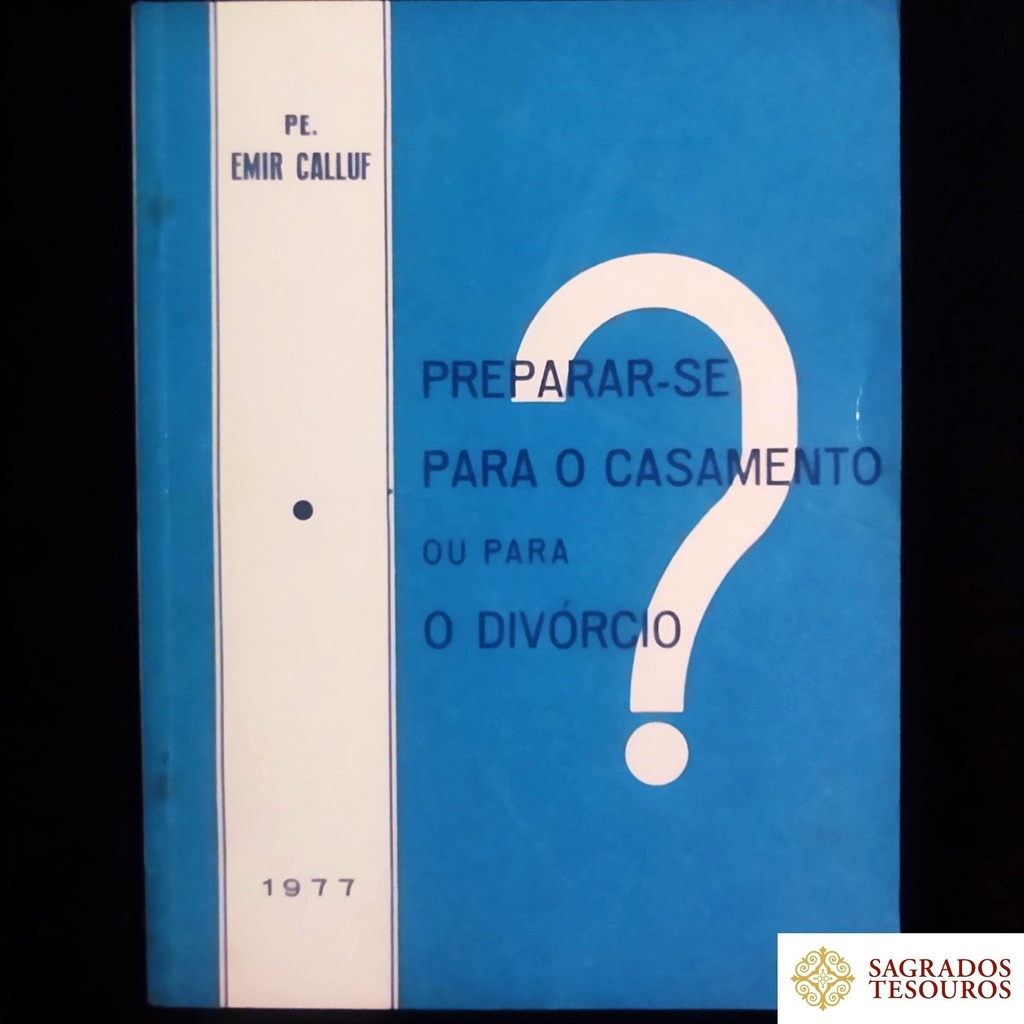 PE.
EMIR CALLUF
PREPARAR-SE
PARA O CASAMENTO
OU PARA
O DIVÓRCIO
?
1977
SAGRADOS
TESOUROS